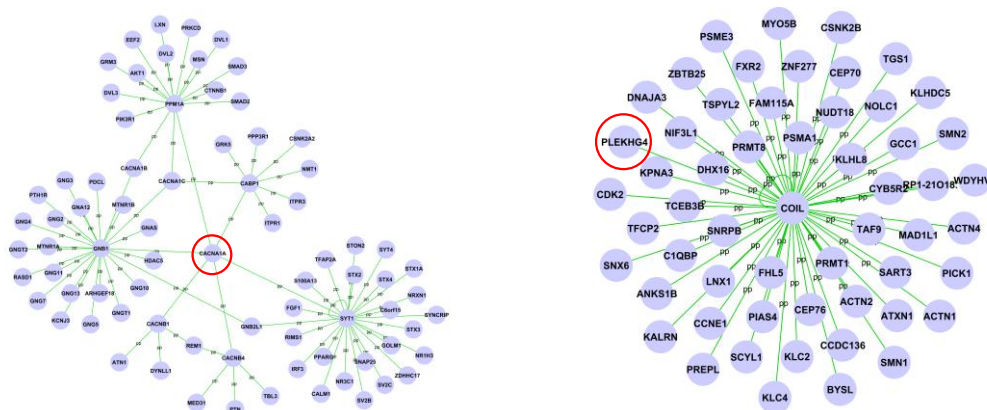 LXN
PRKCD
EEF2
DVL2
DVL1
GRM3
MSN
SMAD3
AKT1
CTNNB1
DVL3
PPM1A
SMAD2
PIK3R1
PPP3R1
CSNK2A2
GRK5
CACNA1B
CACNA1C
CABP1
NMT1
ITPR3
ITPR1
GNG3
PDCL
PTH1R
GNA12
MTNR1B
GNG4
GNG2
GNAS
GNGT2
MTNR1A
GNB1
HDAC5
CACNA1A
RASD1
GNG11
GNG10
GNG7
GNG13
ARHGEF18
KCNJ3
GNG5
GNGT1
STON2
SYT4
TFAP2A
STX2
STX1A
S100A13
STX4
NRXN1
FGF1
C6orf15
SYNCRIP
SYT1
STX3
RIMS1
GOLM1
NR1H3
GNB2L1
PPARG
SNAP25
ZDHHC17
IRF3
NR3C1
SV2C
CALM1
SV2B
CACNB1
REM1
CACNB4
ATN1
DYNLL1
MED31
TBL3
MYO5B
CSNK2B
PSME3
FXR2
ZNF277
TGS1
ZBTB25
CEP70
DNAJA3
TSPYL2
FAM115A
NUDT18
NOLC1
KLHDC5
PLEKHG4
NIF3L1
PRMT8
PSMA1
GCC1
SMN2
KPNA3
DHX16
KLHL8
CDK2
TCEB3B
COIL
CYB5R2
RP1-21O18.
WDYHV
TFCP2
SNRPB
TAF9
MAD1L1
ACTN4
SNX6
C1QBP
FHL5
PRMT1
SART3
PICK1
ANKS1B
LNX1
ACTN2
KALRN
CCNE1
PIAS4
CEP76
ATXN1
ACTN1
PREPL
SCYL1
KLC2
CCDC136
SMN1
KLC4
BYSL